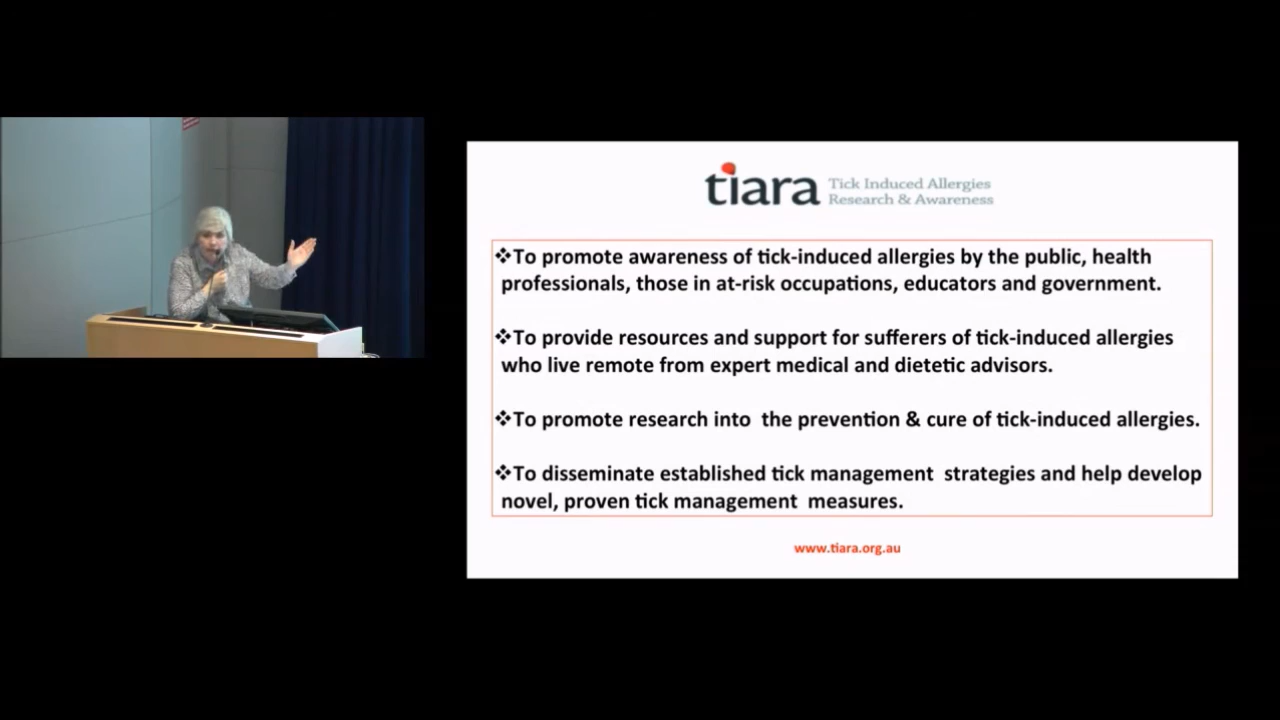 tiara Tick Induced Allergies
Research & Awareness
❖To promote awareness of tick-induced allergies by the public, health
professionals, those in at-risk occupations, educators and government.
❖To provide resources and support for sufferers of tick-induced allergies
who live remote from expert medical and dietetic advisors.
❖To promote research into  the prevention & cure of tick-induced allergies.
❖To disseminate established tick management  strategies and help develop
novel, proven tick management  measures.
www.tiara.org.au